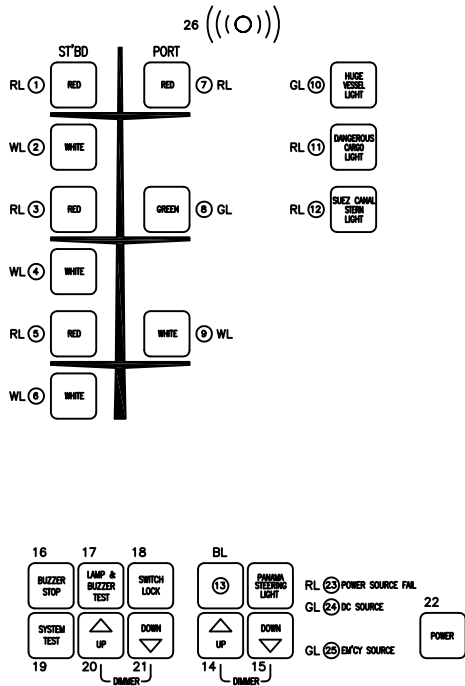 26
ST'BD PORT
RL 1 RED RED 7 RL
GL 10 HUGE VESSEL LIGHT
WL 2 WHITE
RL 11 DANGEROUS CARGO LIGHT
RL 3 RED GREEN 8 GL
RL 12 SUEZ CANAL STERN LIGHT
WL 4 WHITE
RL 5 RED WHITE 9 WL
WL 6 WHITE
16 17 18 BL
BUZZER STOP
LAMP & BUZZER TEST
SWITCH LOCK
13
PANAMA STEERING LIGHT
RL 23 POWER SOURCE FAIL
GL 24 DC SOURCE
22
SYSTEM TEST
UP
DOWN
UP
DOWN
GL 25 EM'CY SOURCE
POWER
19 20 21 14 15
DIMMER DIMMER